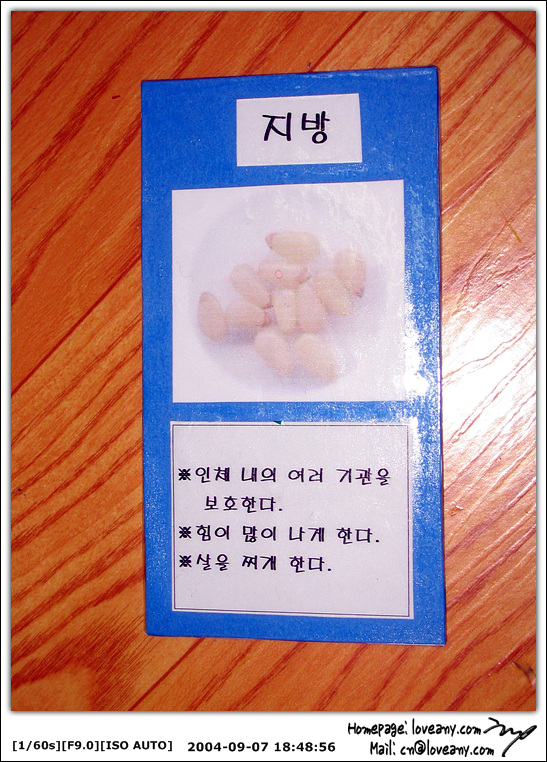 지방
※인체 내의 여러 기관을
보호한다.
※힘이 많이 나게 한다.
※살을 찌게 한다.
Homepage: loveany.com
[1/60s][F9.0][ISO AUTO] 2004-09-07 18:48:56
Mail: cn@loveany.com